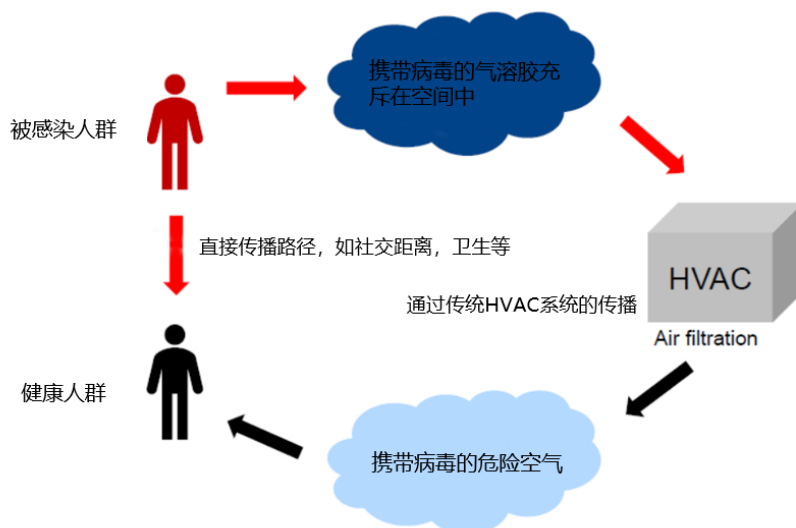 携带病毒的气溶胶充
斥在空间中
被感染人群
直接传播路径，如社交距离，卫生等
HVAC
通过传统HVAC系统的传播
Air filtration
健康人群
携带病毒的危险空气